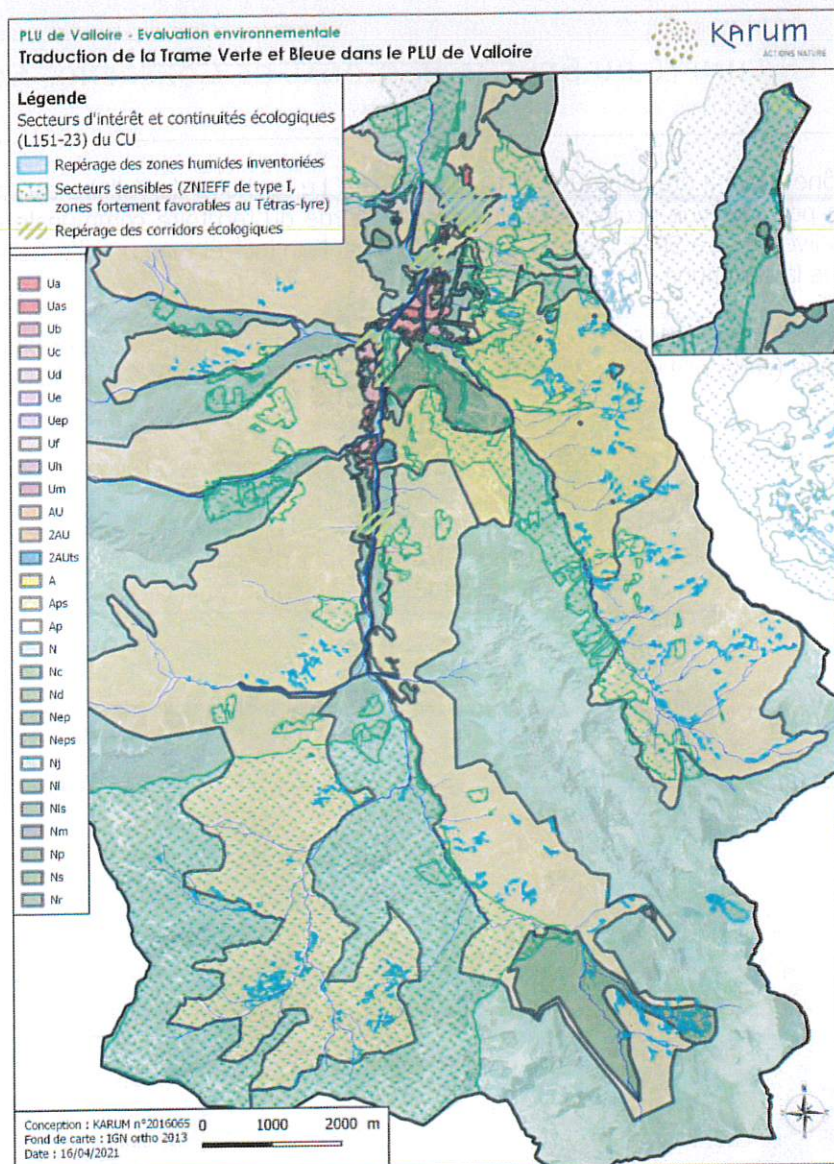 PLU de Valloire - Evaluation environnementale
Traduction de la Trame Verte et Bleue dans le PLU de Valloire
KARUM
ACTIONS NATURE
Légende
Secteurs d'intérêt et continuités écologiques
(L151-23) du CU
Repérage des zones humides inventoriées
Secteurs sensibles (ZNIEFF de type I,
zones fortement favorables au Tétras-lyre)
Repérage des corridors écologiques
Ua
Uas
Ub
Uc
Ud
Ue
Uep
Uf
Uh
Um
AU
2AU
2AUts
A
Aps
Ap
N
Nc
Nd
Nep
Neps
Nj
Nl
Nls
Nm
Np
Ns
Nr
Conception : KARUM n°2016065
Fond de carte : IGN ortho 2013
Date : 16/04/2021
0 1000 2000 m